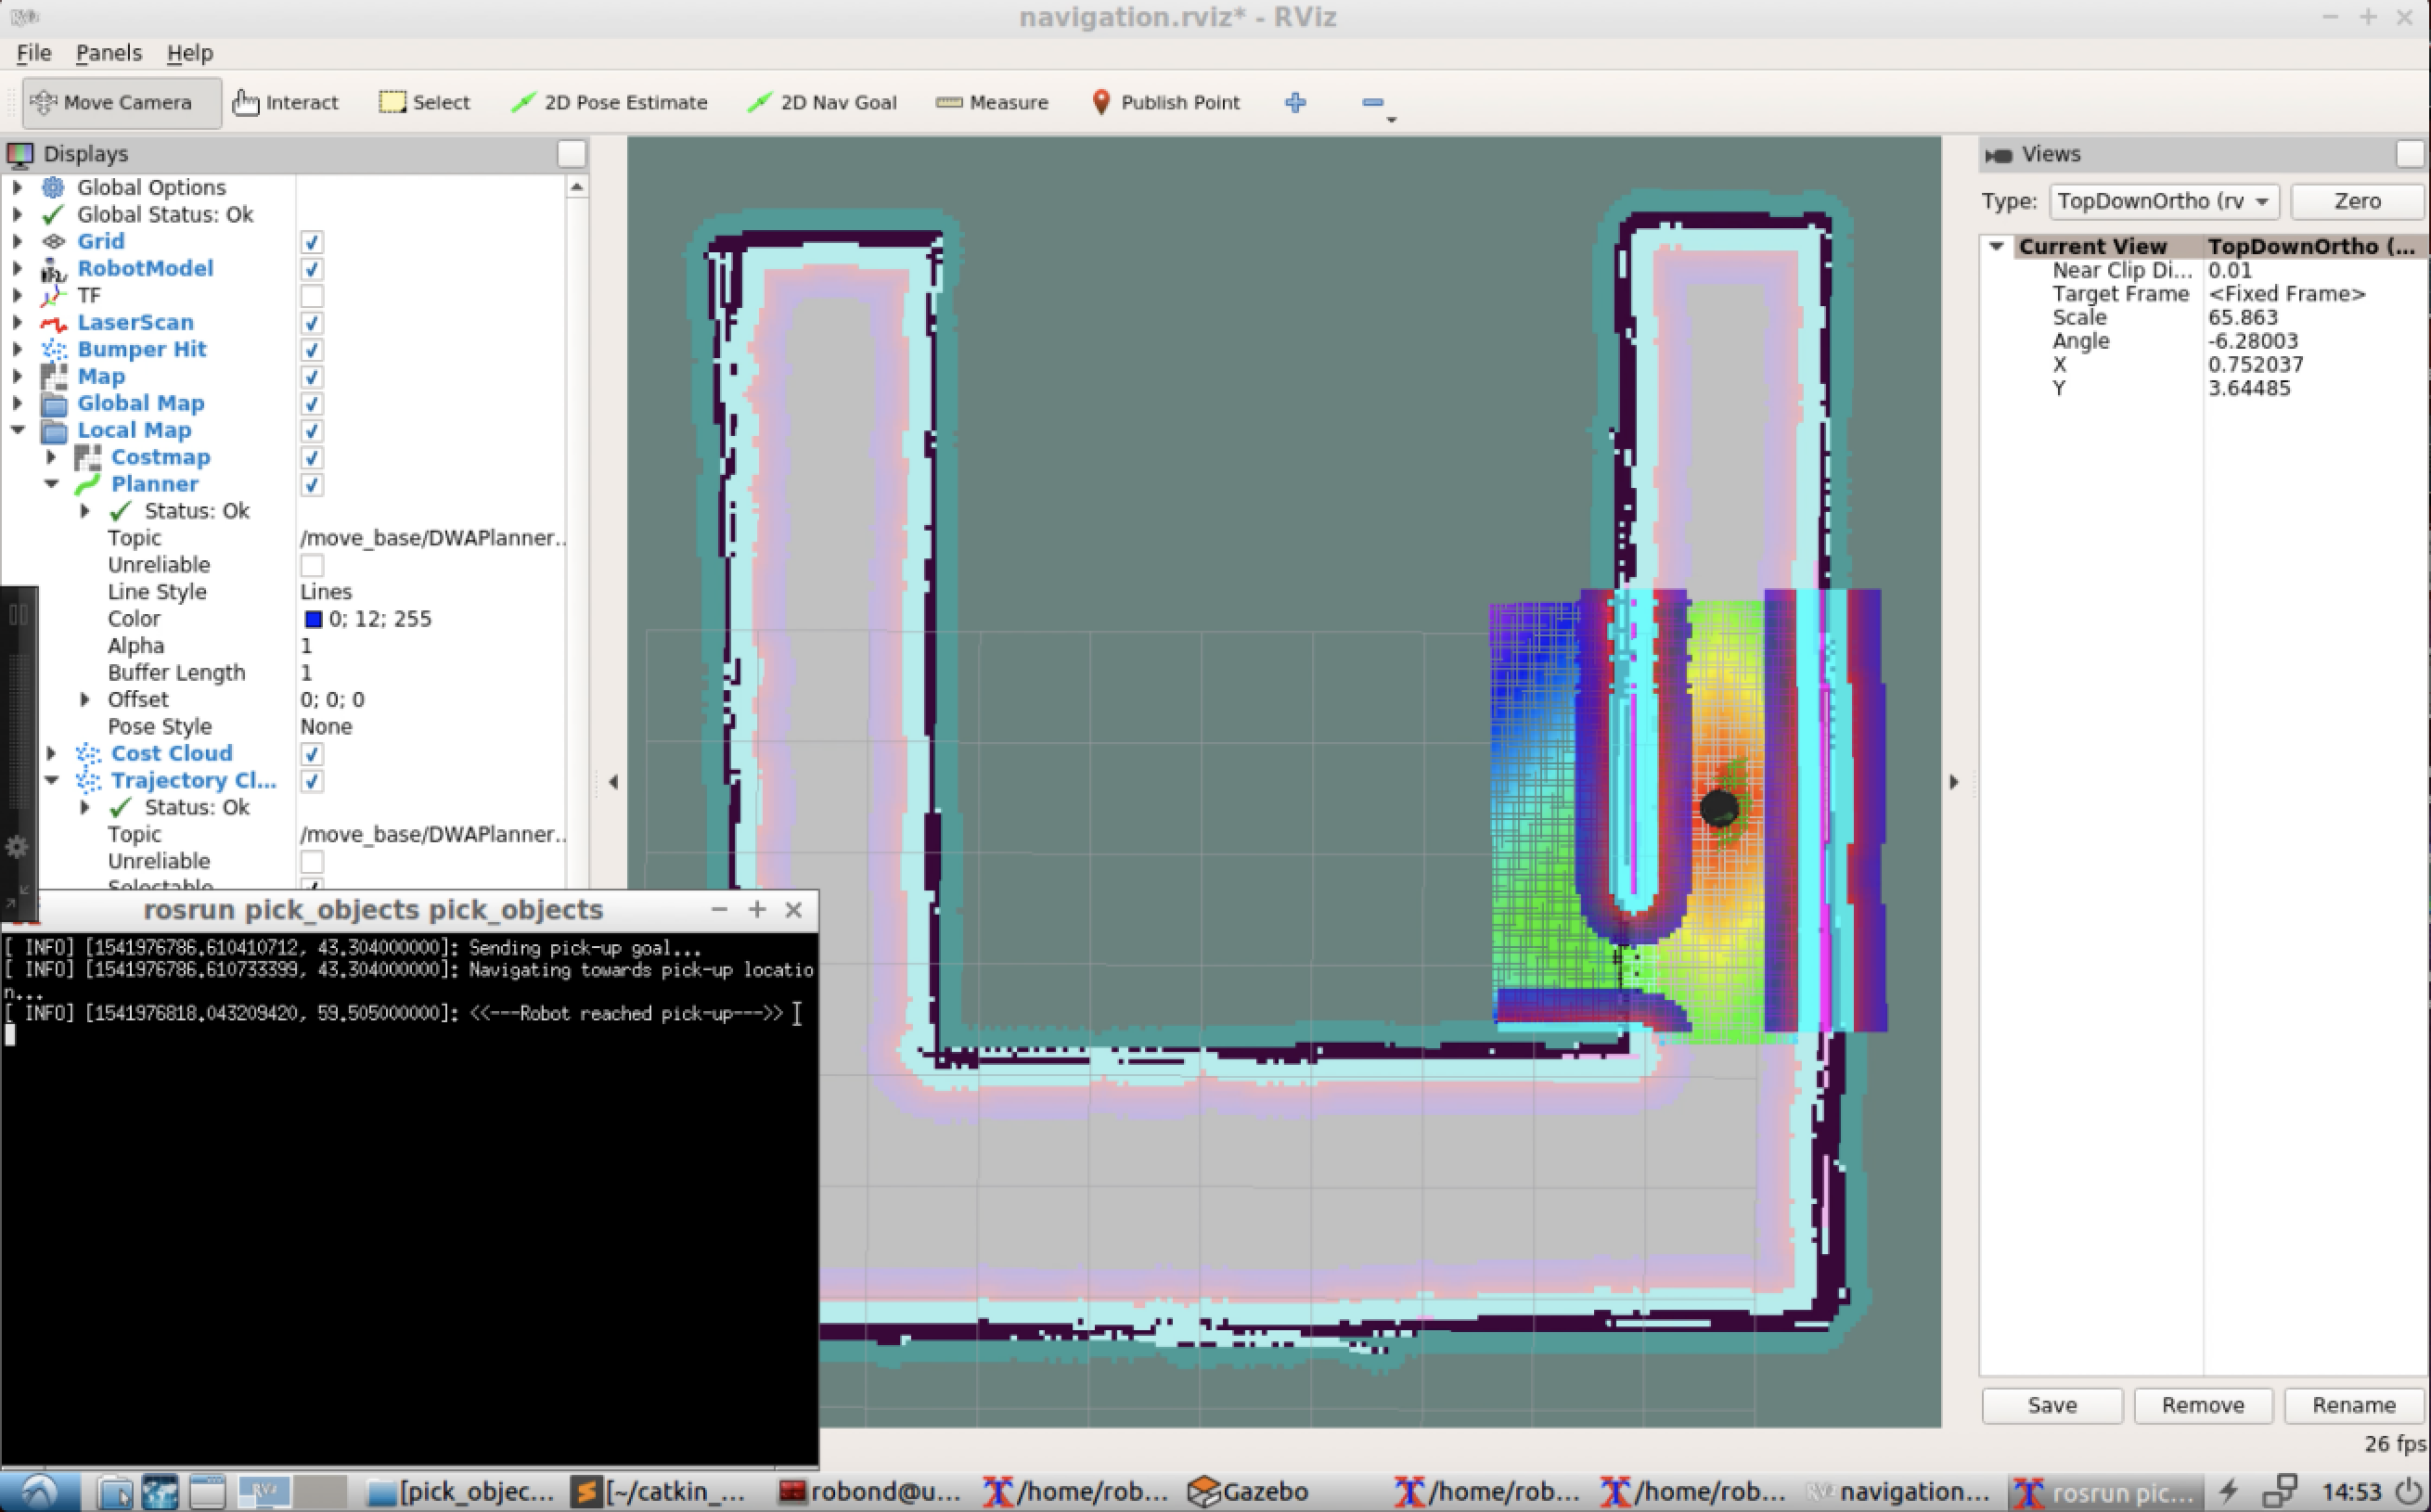 navigation.rviz* - RViz
File Panels Help
Move Camera Interact Select 2D Pose Estimate 2D Nav Goal Measure Publish Point
Displays
Global Options
Global Status: Ok
Grid
RobotModel
TF
LaserScan
Bumper Hit
Map
Global Map
Local Map
Costmap
Planner
Status: Ok
Topic /move_base/DWAPlanner..
Unreliable
Line Style Lines
Color 0; 12; 255
Alpha 1
Buffer Length 1
Offset 0; 0; 0
Pose Style None
Cost Cloud
Trajectory Cl...
Status: Ok
Topic /move_base/DWAPlanner..
Unreliable
Selectable
rosrun pick_objects pick_objects
[ INFO] [1541976786.610410712, 43.304000000]: Sending pick-up goal...
[ INFO] [1541976786.610733399, 43.304000000]: Navigating towards pick-up locatio
n...
[ INFO] [1541976818.043209420, 59.505000000]: <<---Robot reached pick-up--->>
Views
Type: TopDownOrtho (rv Zero
Current View TopDownOrtho (...
Near Clip Di... 0.01
Target Frame <Fixed Frame>
Scale 65.863
Angle -6.28003
X 0.752037
Y 3.64485
Save Remove Rename
26 fps
RViz [pick_objec... [~/catkin_... robond@u... /home/rob... Gazebo /home/rob... /home/rob... navigation... rosrun pic... 14:53